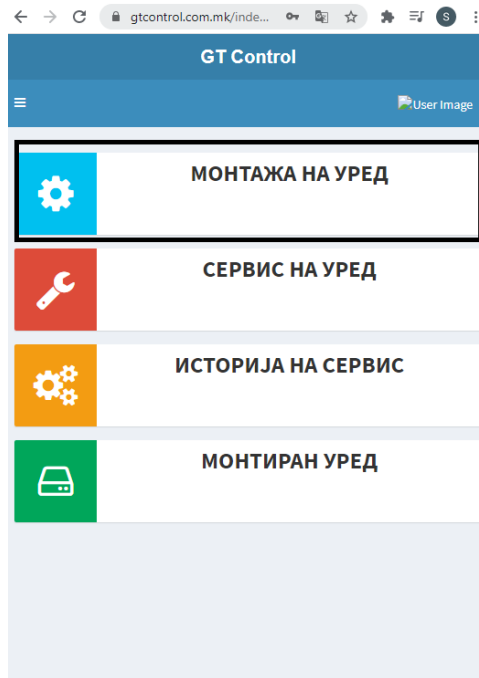 gtcontrol.com.mk/inde...
S
GT Control
User Image
МОНТАЖА НА УРЕД
СЕРВИС НА УРЕД
ИСТОРИЈА НА СЕРВИС
МОНТИРАН УРЕД